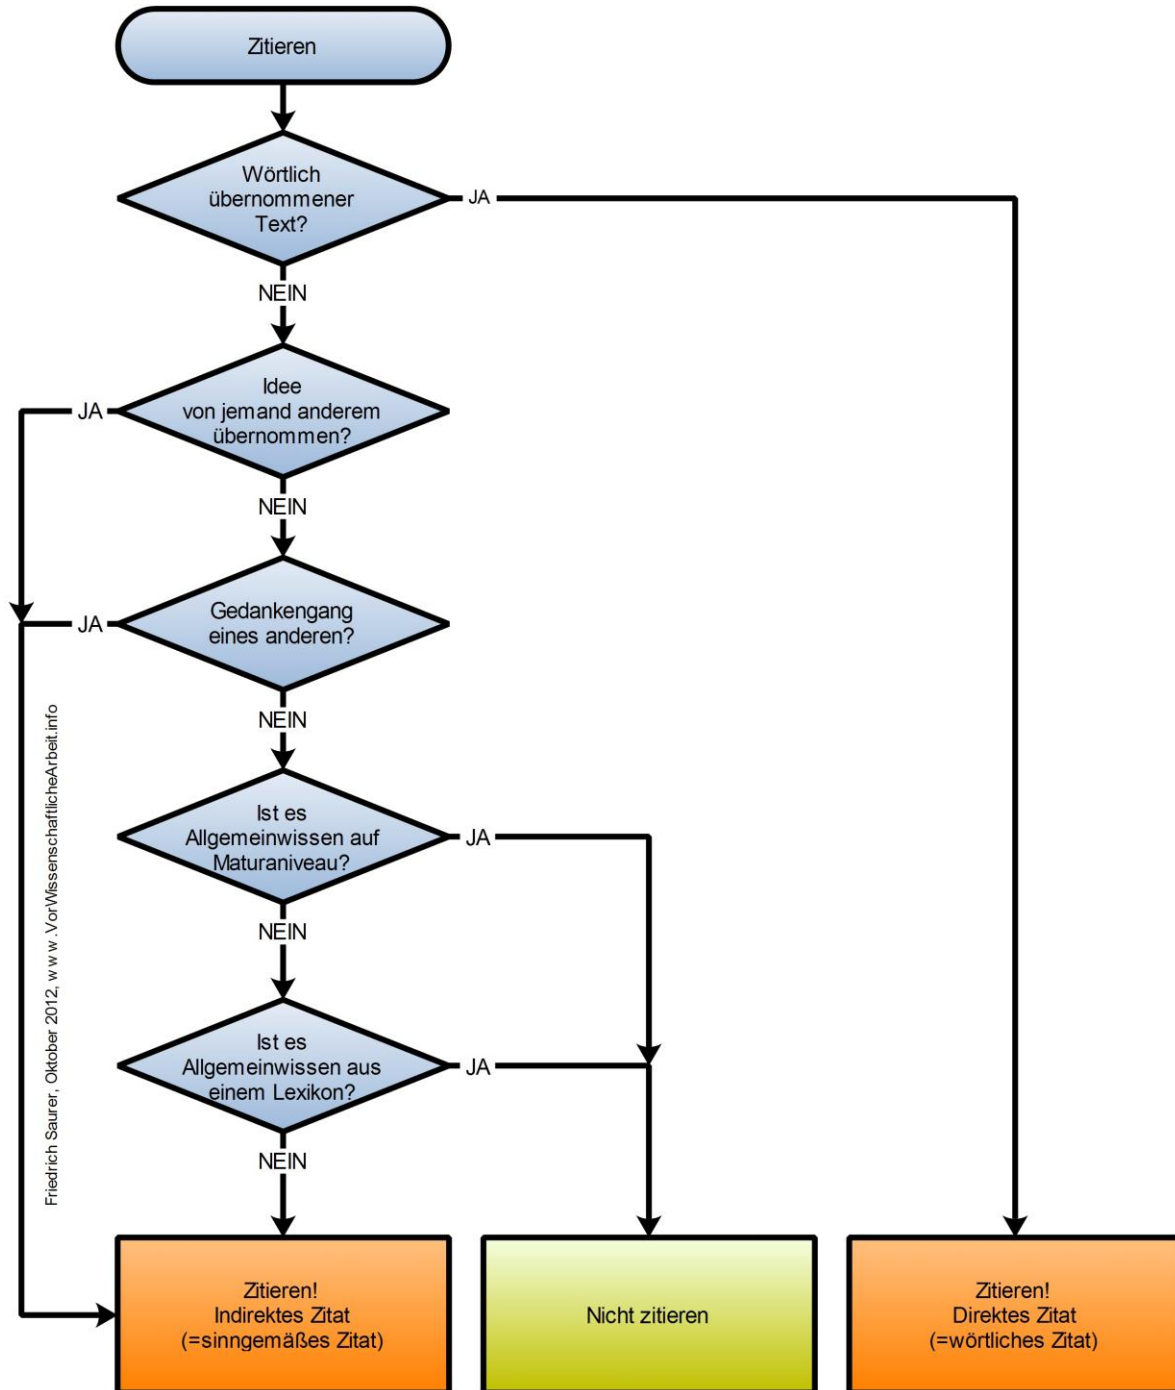 Zitieren
Wörtlich
übernommener
Text?
JA
NEIN
Idee
von jemand anderem
übernommen?
JA
NEIN
Gedankengang
eines anderen?
JA
NEIN
Ist es
Allgemeinwissen auf
Maturaniveau?
JA
NEIN
Ist es
Allgemeinwissen aus
einem Lexikon?
JA
NEIN
Zitieren!
Indirektes Zitat
(=sinngemäßes Zitat)
Nicht zitieren
Zitieren!
Direktes Zitat
(=wörtliches Zitat)
Friedrich Saurer, Oktober 2012, www.VorWissenschaftlicheArbeit.info